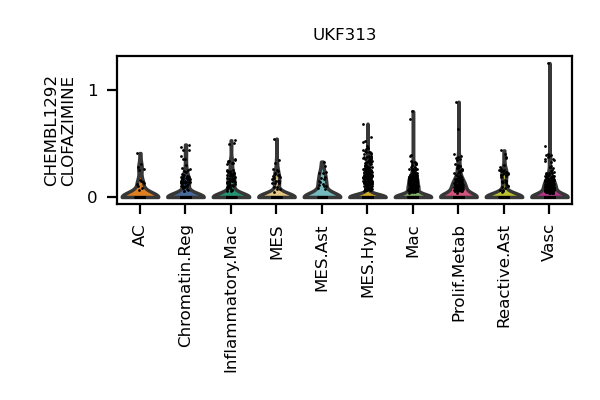 UKF313
CHEMBL1292
CLOFAZIMINE
1
0
AC
Chromatin.Reg
Inflammatory.Mac
MES
MES.Ast
MES.Hyp
Mac
Prolif.Metab
Reactive.Ast
Vasc